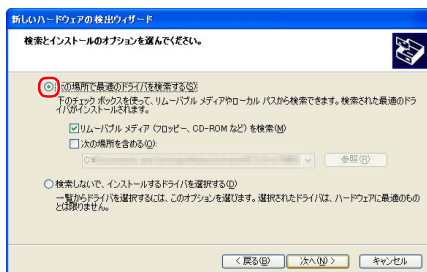 新しいハードウェアの検出ウィザード
検索とインストールのオプションを選んでください。
次の場所で最適のドライバを検索する(S)
下のチェック ボックスを使って、リムーバブル メディアやローカル パスから検索できます。検索された最適のドラ
イバがインストールされます。
リムーバブル メディア (フロッピー、CD-ROM など) を検索(M)
次の場所を含める(O):
参照(R)
検索しないで、インストールするドライバを選択する(D)
一覧からドライバを選択するには、このオプションを選びます。選択されたドライバは、ハードウェアに最適のもの
とは限りません。
< 戻る(B)
次へ(N) >
キャンセル